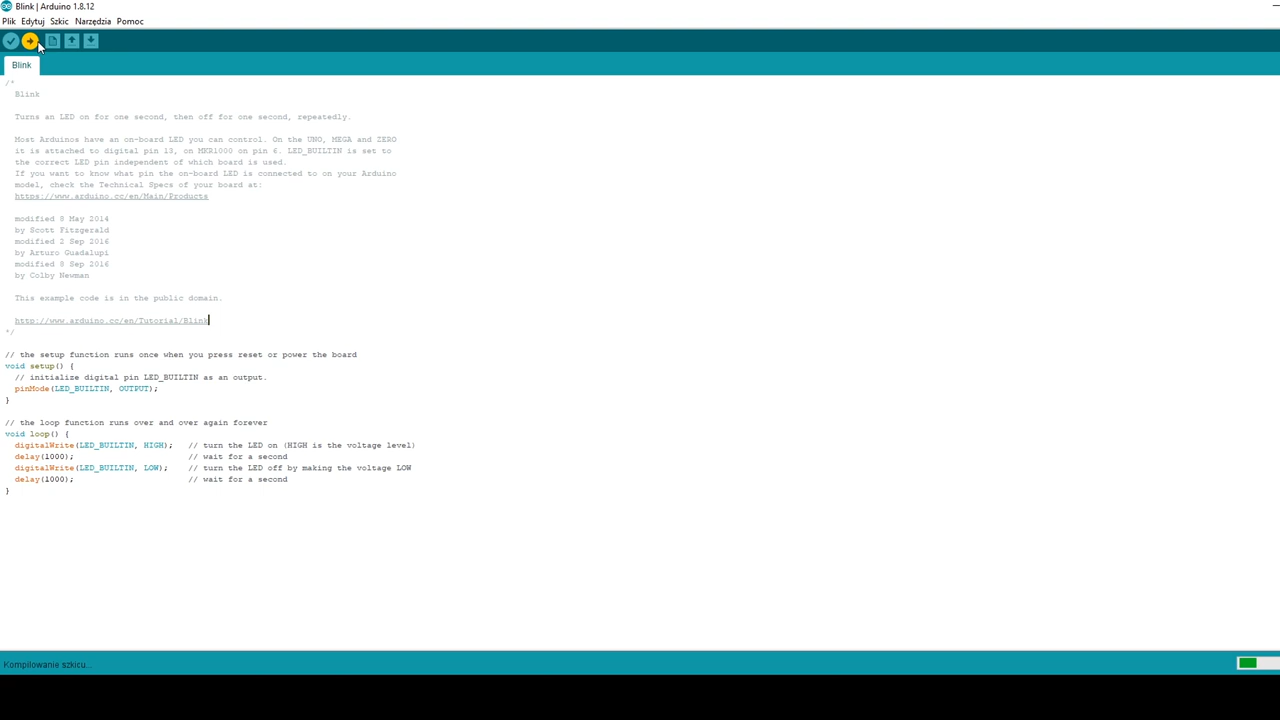 Blink | Arduino 1.8.12
Plik Edytuj Szkic Narzędzia Pomoc
Blink
/*
Blink
Turns an LED on for one second, then off for one second, repeatedly.
Most Arduinos have an on-board LED you can control. On the UNO, MEGA and ZERO
it is attached to digital pin 13, on MKR1000 on pin 6. LED_BUILTIN is set to
the correct LED pin independent of which board is used.
If you want to know what pin the on-board LED is connected to on your Arduino
model, check the Technical Specs of your board at:
https://www.arduino.cc/en/Main/Products
modified 8 May 2014
by Scott Fitzgerald
modified 2 Sep 2016
by Arturo Guadalupi
modified 8 Sep 2016
by Colby Newman
This example code is in the public domain.
http://www.arduino.cc/en/Tutorial/Blink
*/
// the setup function runs once when you press reset or power the board
void setup() {
// initialize digital pin LED_BUILTIN as an output.
pinMode(LED_BUILTIN, OUTPUT);
}
// the loop function runs over and over again forever
void loop() {
digitalWrite(LED_BUILTIN, HIGH); // turn the LED on (HIGH is the voltage level)
delay(1000); // wait for a second
digitalWrite(LED_BUILTIN, LOW); // turn the LED off by making the voltage LOW
delay(1000); // wait for a second
}
Kompilowanie szkicu...